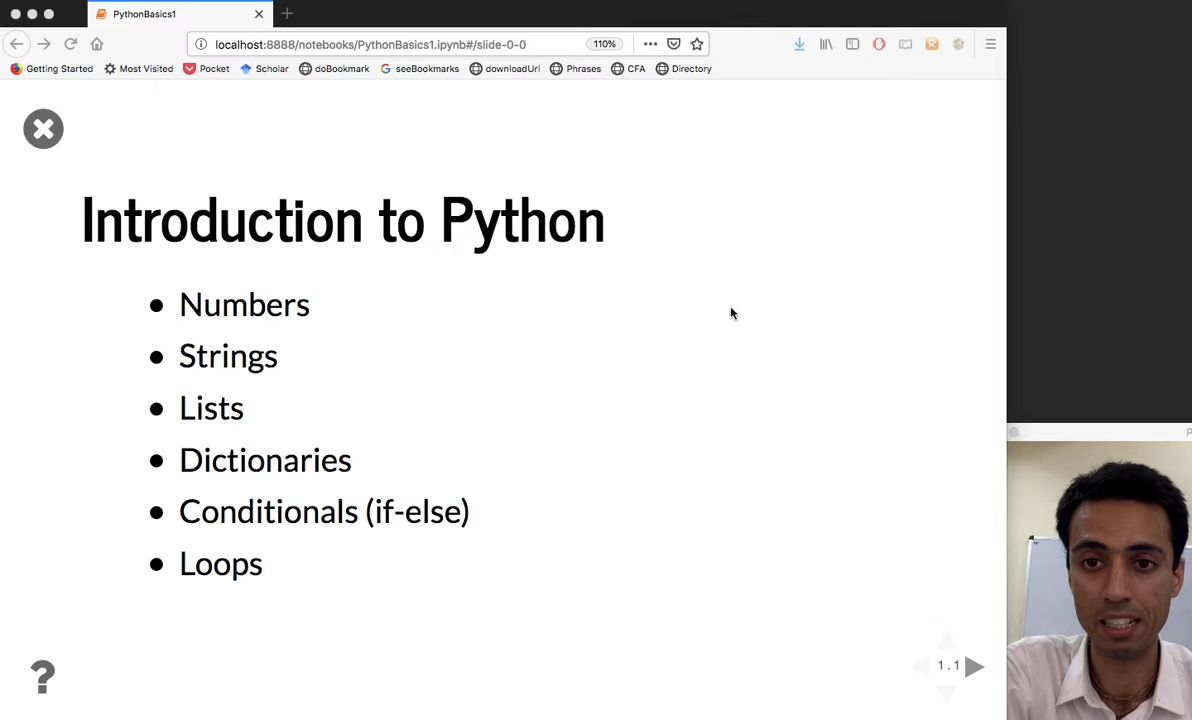 PythonBasics1
localhost:8888/notebooks/PythonBasics1.ipynb#/slide-0-0
110%
Getting Started
Most Visited
Pocket
Scholar
doBookmark
seeBookmarks
downloadUrl
Phrases
CFA
Directory
Introduction to Python
• Numbers
• Strings
• Lists
• Dictionaries
• Conditionals (if-else)
• Loops
?
1.1
P